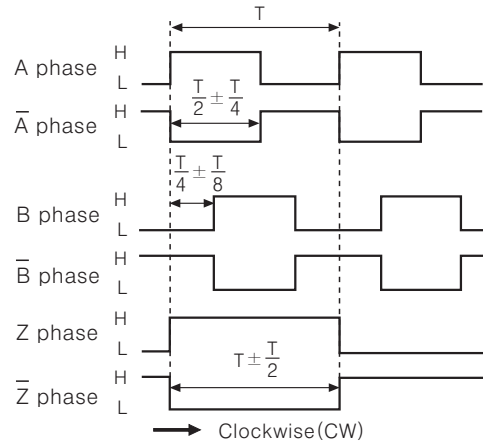 T
A phase H
L
A̅ phase H
L
T/2 ± T/4
T/4 ± T/8
B phase H
L
B̅ phase H
L
Z phase H
L
Z̅ phase H
L
T ± T/2
Clockwise(CW)